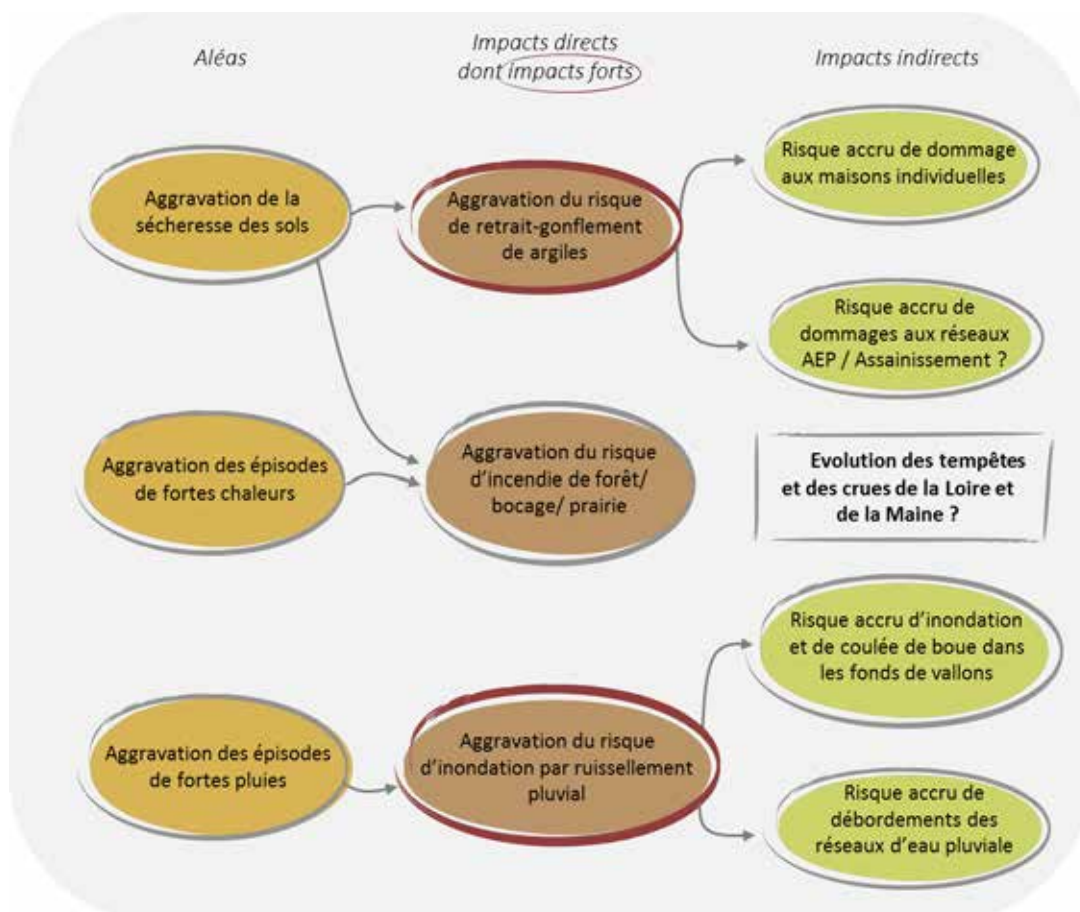 Aléas
Impacts directs
dont impacts forts
Impacts indirects
Aggravation de la
sécheresse des sols
Aggravation du risque
de retrait-gonflement
de argiles
Risque accru de dommage
aux maisons individuelles
Risque accru de
dommages aux réseaux
AEP / Assainissement ?
Aggravation des épisodes
de fortes chaleurs
Aggravation du risque
d'incendie de forêt/
bocage/ prairie
Evolution des tempêtes
et des crues de la Loire et
de la Maine ?
Aggravation des épisodes
de fortes pluies
Aggravation du risque
d'inondation par ruissellement
pluvial
Risque accru d'inondation
et de coulée de boue dans
les fonds de vallons
Risque accru de
débordements des
réseaux d'eau pluviale